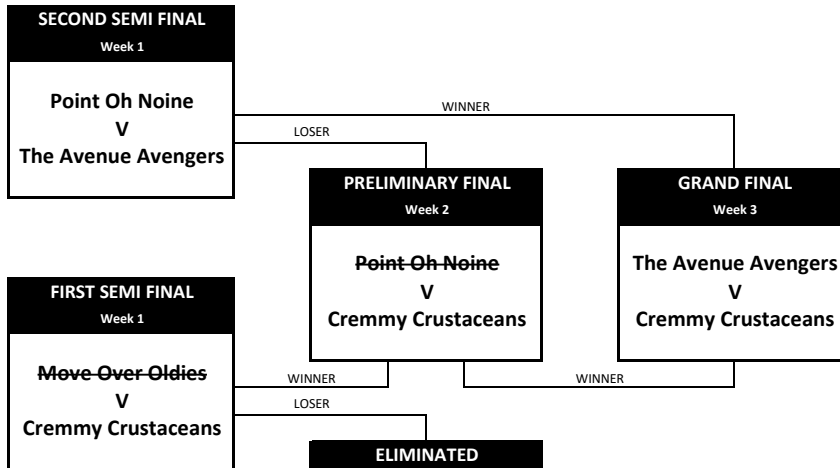 SECOND SEMI FINAL
Week 1
Point Oh Noine
V
The Avenue Avengers
WINNER
LOSER
PRELIMINARY FINAL
Week 2
Point Oh Noine
V
Cremmy Crustaceans
GRAND FINAL
Week 3
The Avenue Avengers
V
Cremmy Crustaceans
FIRST SEMI FINAL
Week 1
Move Over Oldies
V
Cremmy Crustaceans
WINNER
LOSER
WINNER
ELIMINATED